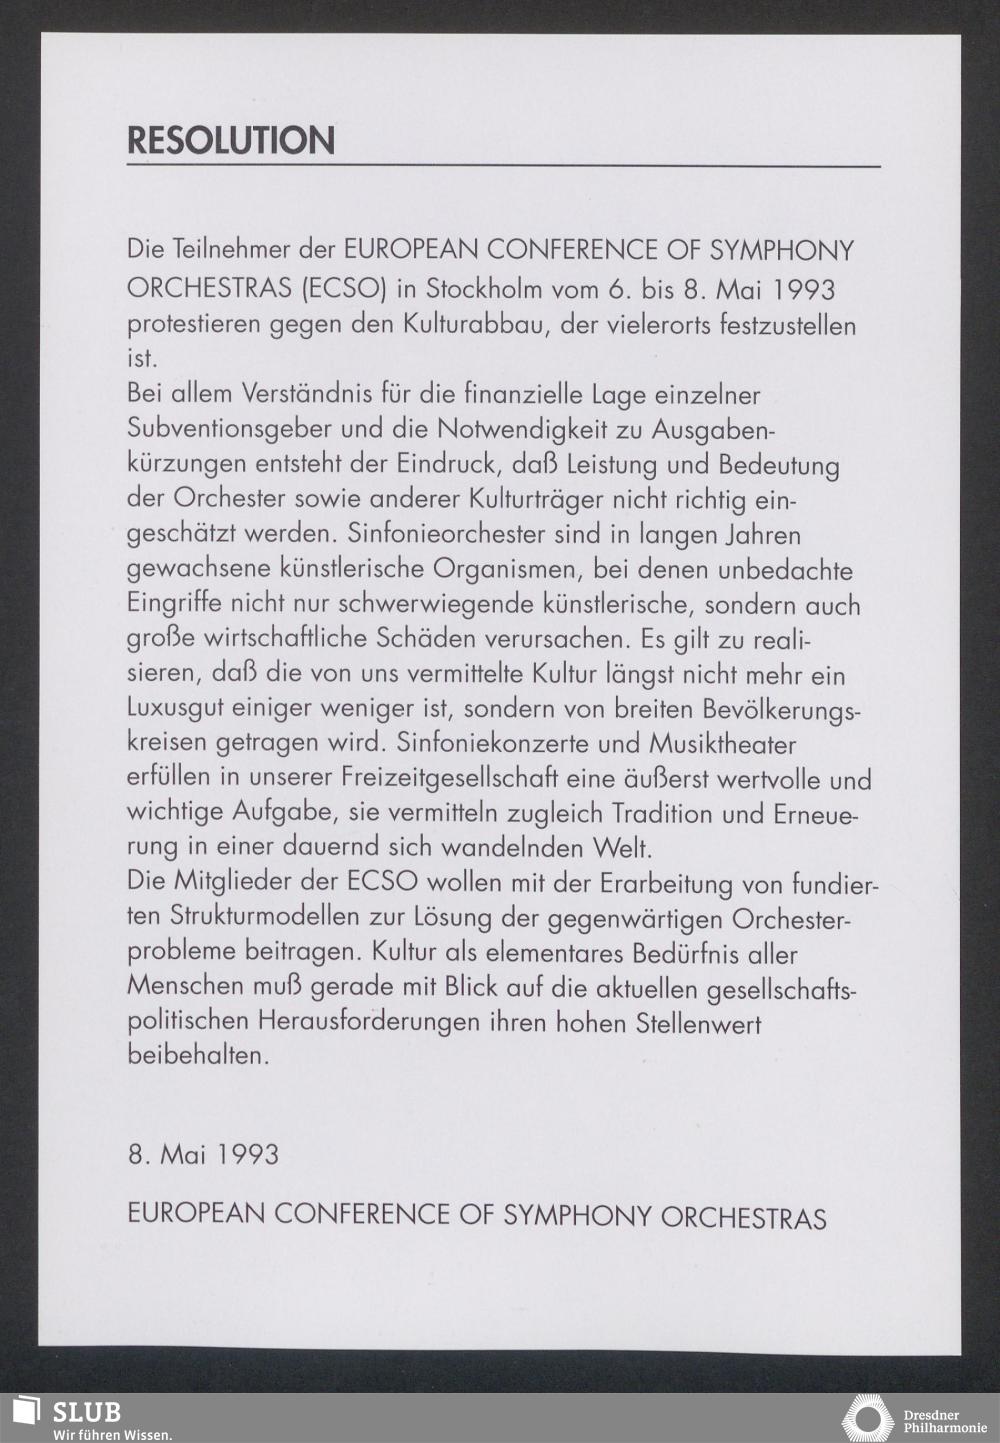 RESOLUTION
Die Teilnehmer der EUROPEAN CONFERENCE OF SYMPHONY
ORCHESTRAS (ECSO) in Stockholm vom 6. bis 8. Mai 1993
protestieren gegen den Kulturabbau, der vielerorts festzustellen
ist.
Bei allem Verständnis für die finanzielle Lage einzelner
Subventionsgeber und die Notwendigkeit zu Ausgaben-
kürzungen entsteht der Eindruck, daß Leistung und Bedeutung
der Orchester sowie anderer Kulturträger nicht richtig ein-
geschätzt werden. Sinfonieorchester sind in langen Jahren
gewachsene künstlerische Organismen, bei denen unbedachte
Eingriffe nicht nur schwerwiegende künstlerische, sondern auch
große wirtschaftliche Schäden verursachen. Es gilt zu reali-
sieren, daß die von uns vermittelte Kultur längst nicht mehr ein
Luxusgut einiger weniger ist, sondern von breiten Bevölkerungs-
kreisen getragen wird. Sinfoniekonzerte und Musiktheater
erfüllen in unserer Freizeitgesellschaft eine äußerst wertvolle und
wichtige Aufgabe, sie vermitteln zugleich Tradition und Erneue-
rung in einer dauernd sich wandelnden Welt.
Die Mitglieder der ECSO wollen mit der Erarbeitung von fundier-
ten Strukturmodellen zur Lösung der gegenwärtigen Orchester-
probleme beitragen. Kultur als elementares Bedürfnis aller
Menschen muß gerade mit Blick auf die aktuellen gesellschafts-
politischen Herausforderungen ihren hohen Stellenwert
beibehalten.
8. Mai 1993
EUROPEAN CONFERENCE OF SYMPHONY ORCHESTRAS
SLUB
Wir führen Wissen.
Dresdner
Philharmonie